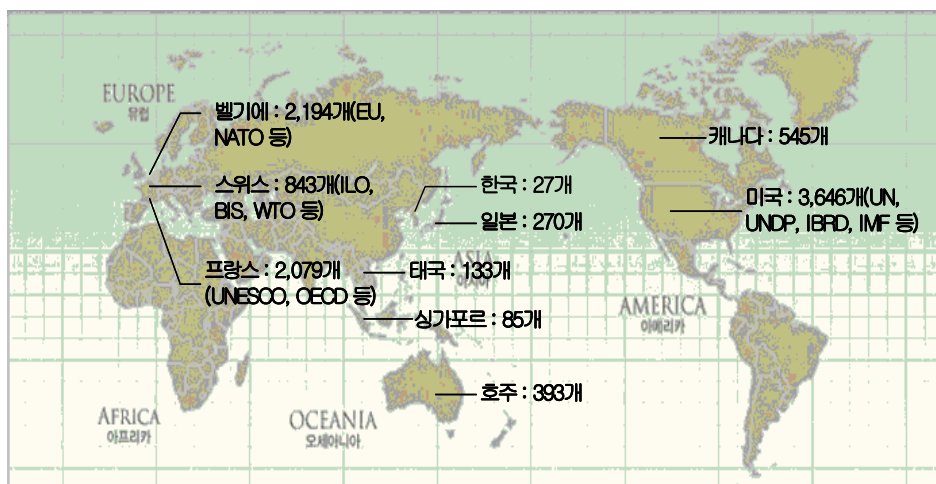 EUROPE
유럽
벨기에 : 2,194개(EU,
NATO 등)
캐나다 : 545개
스위스 : 843개(ILO,
BIS, WTO 등)
한국 : 27개
미국 : 3,646개(UN,
UNDP, IBRD, IMF 등)
일본 : 270개
프랑스 : 2,079개
(UNESCO, OECD 등)
ASIA
아시아
태국 : 133개
싱가포르 : 85개
AMERICA
아메리카
호주 : 393개
AFRICA
아프리카
OCEANIA
오세아니아